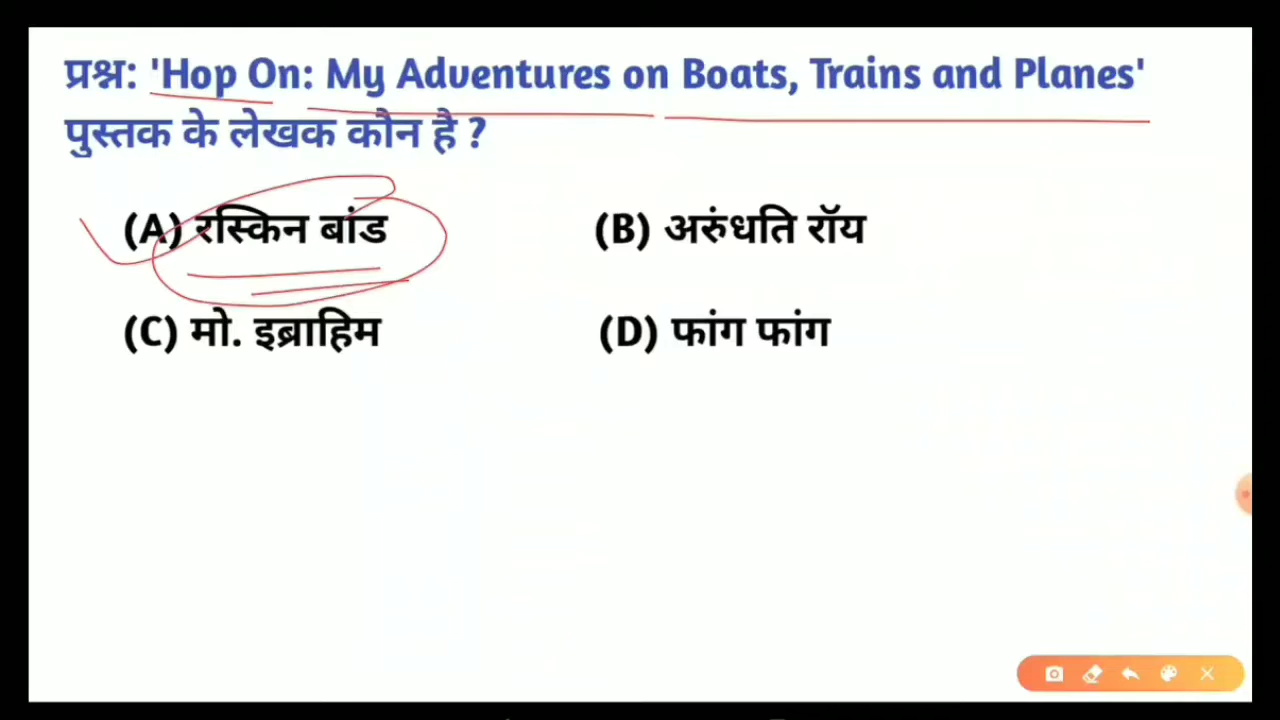 प्रश्न: 'Hop On: My Adventures on Boats, Trains and Planes'
पुस्तक के लेखक कौन है ?
(A) रस्किन बांड
(B) अरुंधति रॉय
(C) मो. इब्राहिम
(D) फांग फांग